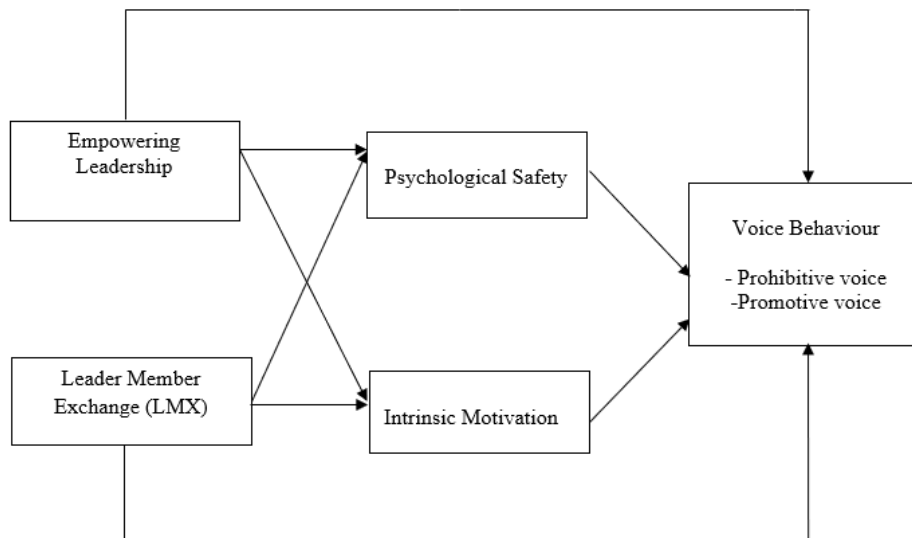 Empowering
Leadership
Psychological Safety
Voice Behaviour
- Prohibitive voice
-Promotive voice
Leader Member
Exchange (LMX)
Intrinsic Motivation